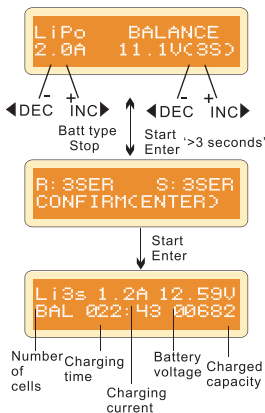 LiPo BALANCE
2.0A 11.1V(3S)
- + - +
◀DEC INC▶ ◀DEC INC▶
Batt type
Stop
Start
Enter '>3 seconds'
R: 3SER S: 3SER
CONFIRM(ENTER)
Start
Enter
Li3s 1.2A 12.59V
BAL 022:43 00682
Number
of
cells
Charging
time
Charging
current
Battery
voltage
Charged
capacity